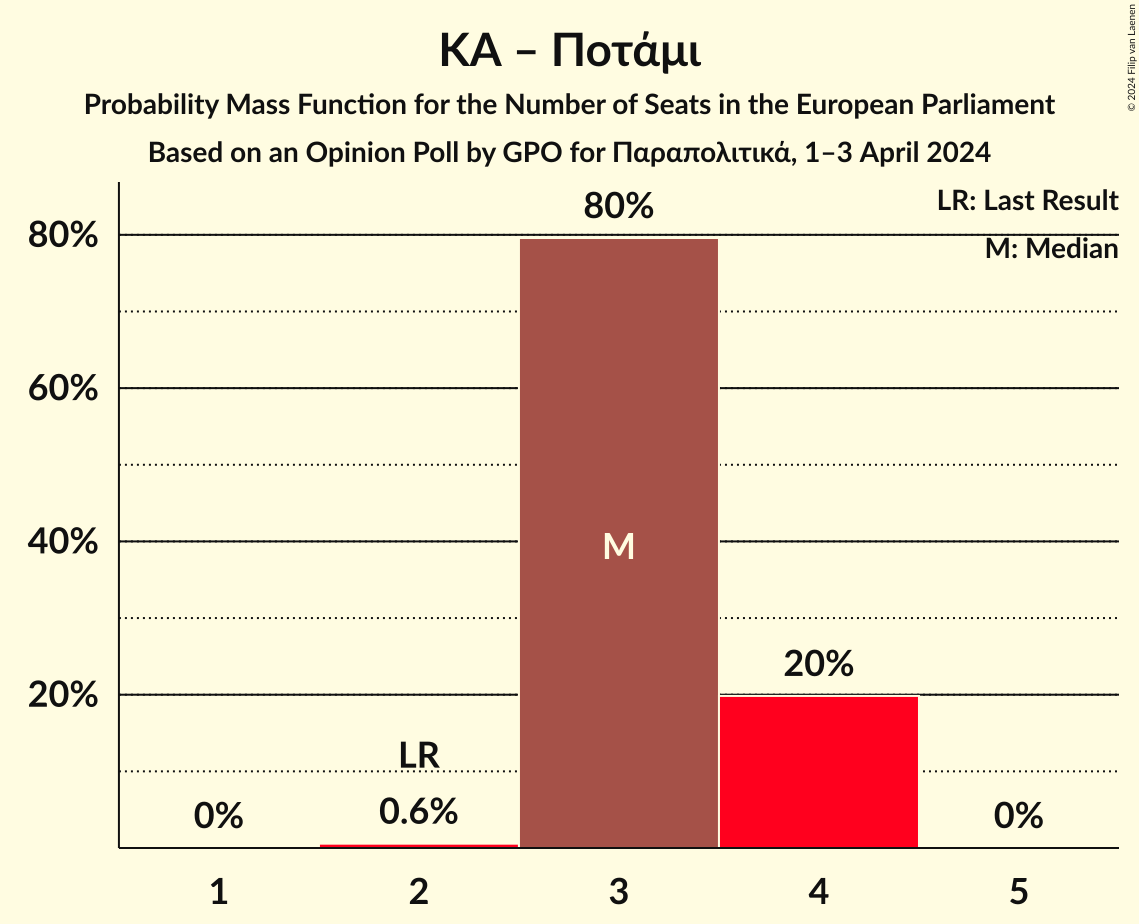 ΚΑ – Ποτάμι
Probability Mass Function for the Number of Seats in the European Parliament
Based on an Opinion Poll by GPO for Παραπολιτικά, 1–3 April 2024
© 2024 Filip van Laenen
LR: Last Result
M: Median
80%
60%
40%
20%
0%
LR
0.6%
80%
M
20%
0%
1
2
3
4
5